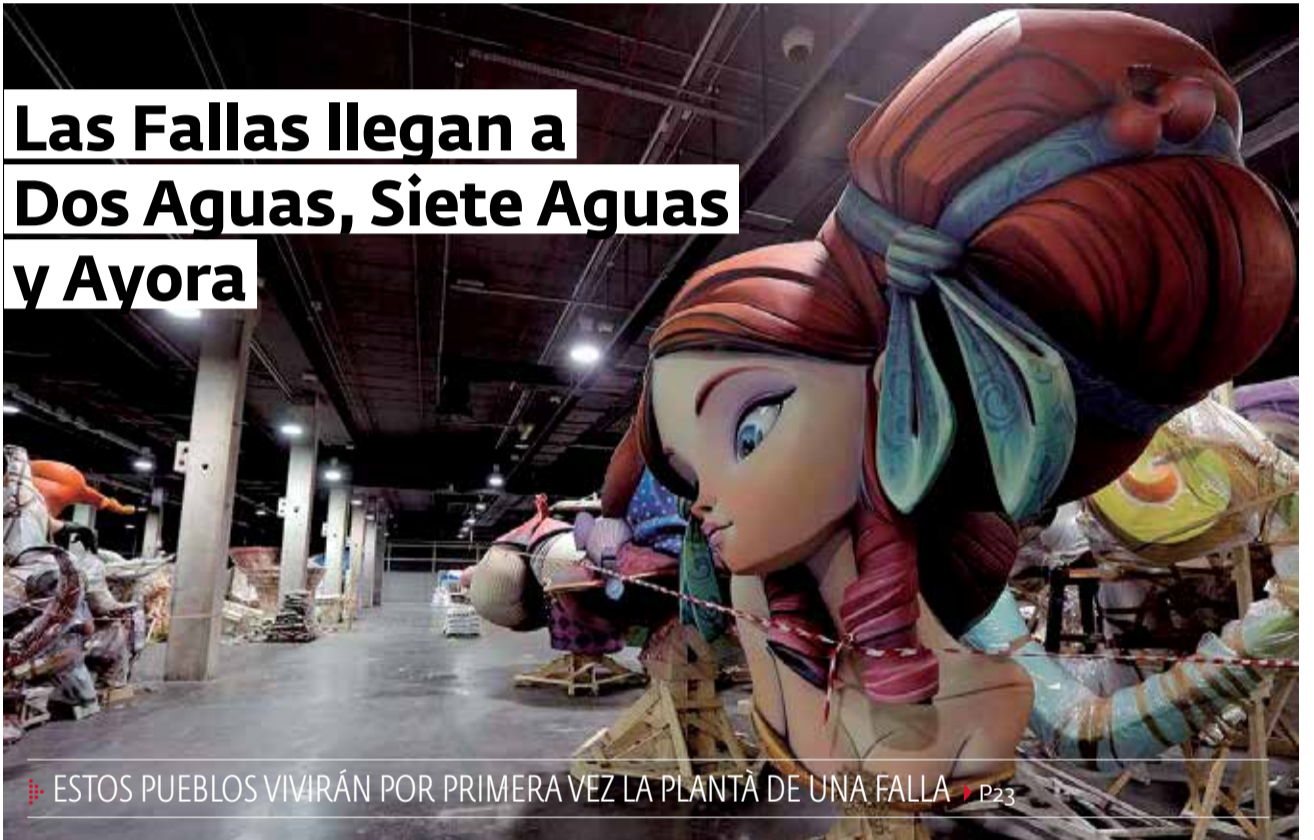 Las Fallas llegan a
Dos Aguas, Siete Aguas
y Ayora
ESTOS PUEBLOS VIVIRÁN POR PRIMERA VEZ LA PLANTÀ DE UNA FALLA P23